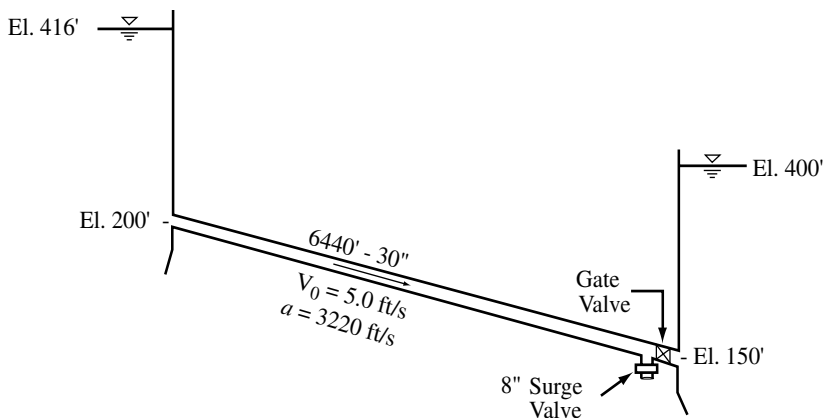 El. 416'
El. 400'
El. 200'
6440' - 30"
V0 = 5.0 ft/s
a = 3220 ft/s
Gate
Valve
El. 150'
8" Surge
Valve